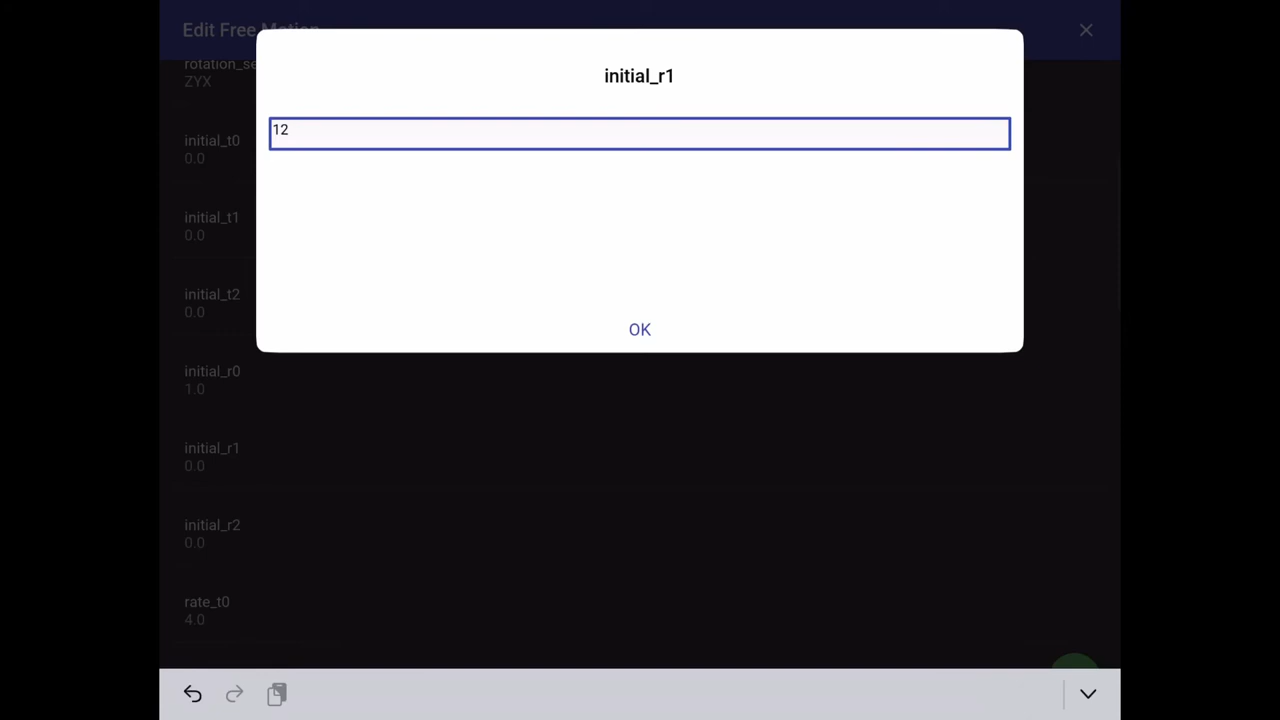 Edit Free Motion
rotation_se
ZYX
initial_r1
12
OK
initial_t0
0.0
initial_t1
0.0
initial_t2
0.0
initial_r0
1.0
initial_r1
0.0
initial_r2
0.0
rate_t0
4.0